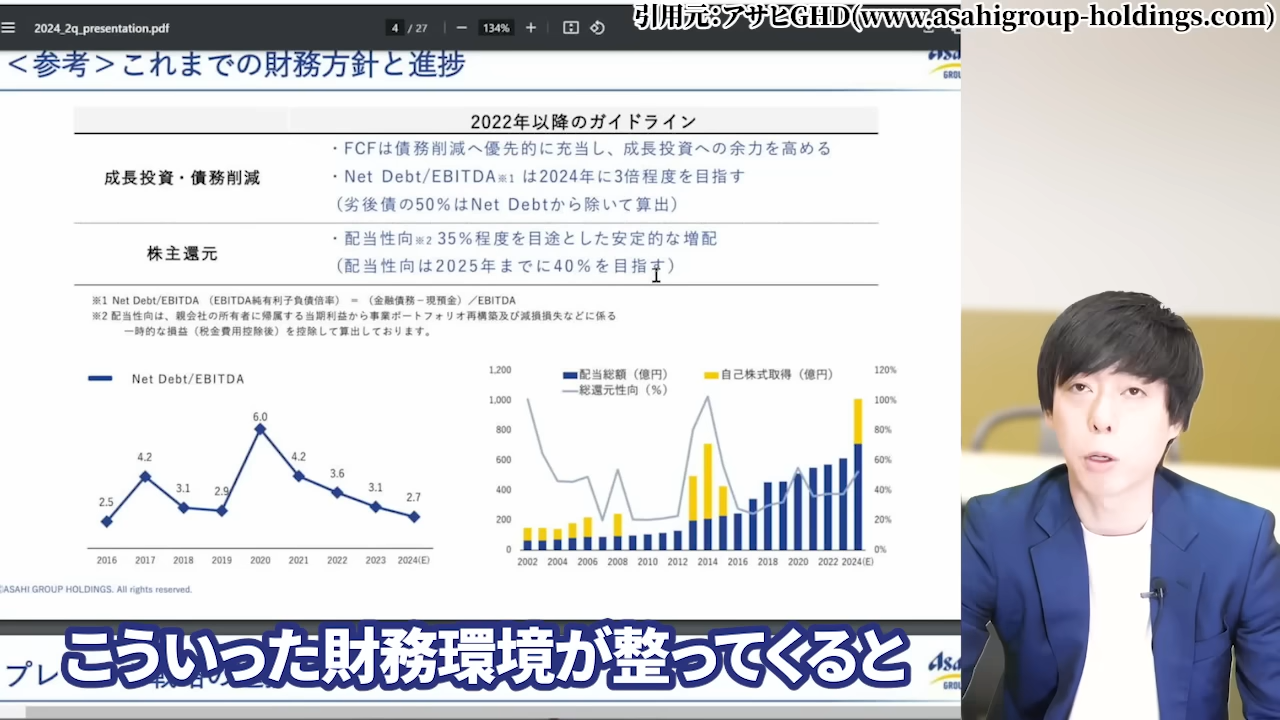 引用元:アサヒGHD(www.asahigroup-holdings.com)
2024_2q_presentation.pdf
4 / 27
134%
＜参考＞これまでの財務方針と進捗
Asahi
GROU
2022年以降のガイドライン
成長投資・債務削減
・FCFは債務削減へ優先的に充当し、成長投資への余力を高める
・Net Debt/EBITDA※1 は2024年に3倍程度を目指す
（劣後債の50%はNet Debtから除いて算出）
株主還元
・配当性向※2 35%程度を目途とした安定的な増配
（配当性向は2025年までに40%を目指す）
※1 Net Debt/EBITDA （EBITDA純有利子負債倍率） ＝ （金融債務－現預金）／EBITDA
※2 配当性向は、親会社の所有者に帰属する当期利益から事業ポートフォリオ再構築及び減損損失などに係る
一時的な損益（税金費用控除後）を控除して算出しております。
Net Debt/EBITDA
2.5 4.2 3.1 2.9 6.0 4.2 3.6 3.1 2.7
2016 2017 2018 2019 2020 2021 2022 2023 2024(E)
配当総額（億円） 自己株式取得（億円）
総還元性向（%）
1,200 120%
1,000 100%
800 80%
600 60%
400 40%
200 20%
0 0%
2002 2004 2006 2008 2010 2012 2014 2016 2018 2020 2022 2024(E)
©ASAHI GROUP HOLDINGS. All rights reserved.
こういった財務環境が整ってくると
プレ